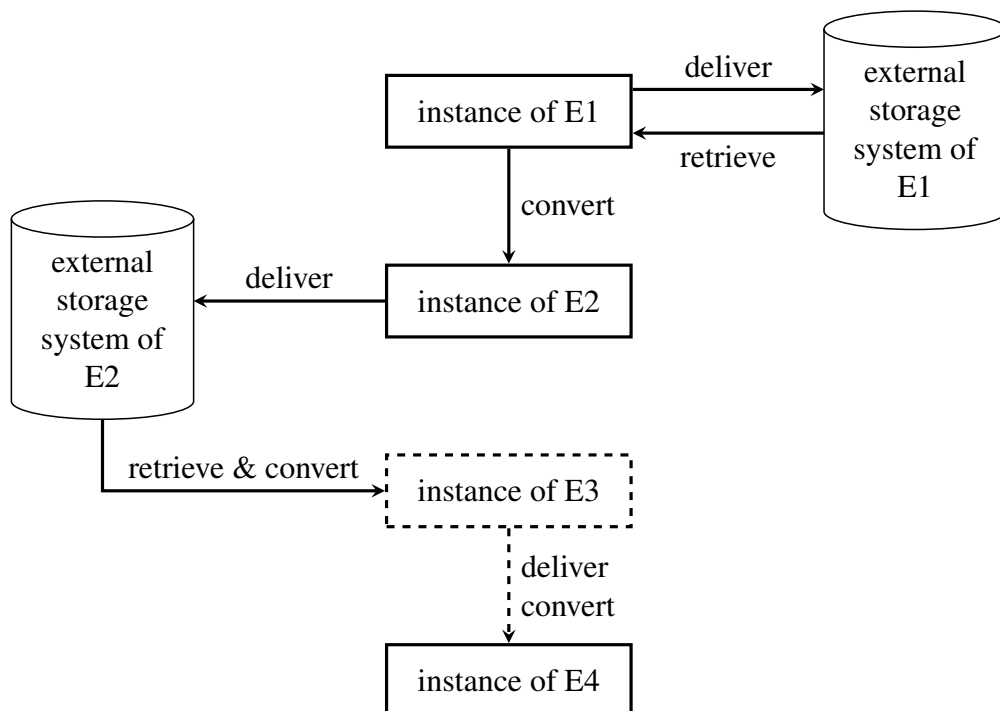 deliver
external
storage
system of
E1
instance of E1
retrieve
convert
external
storage
system of
E2
deliver
instance of E2
retrieve & convert
instance of E3
deliver
convert
instance of E4